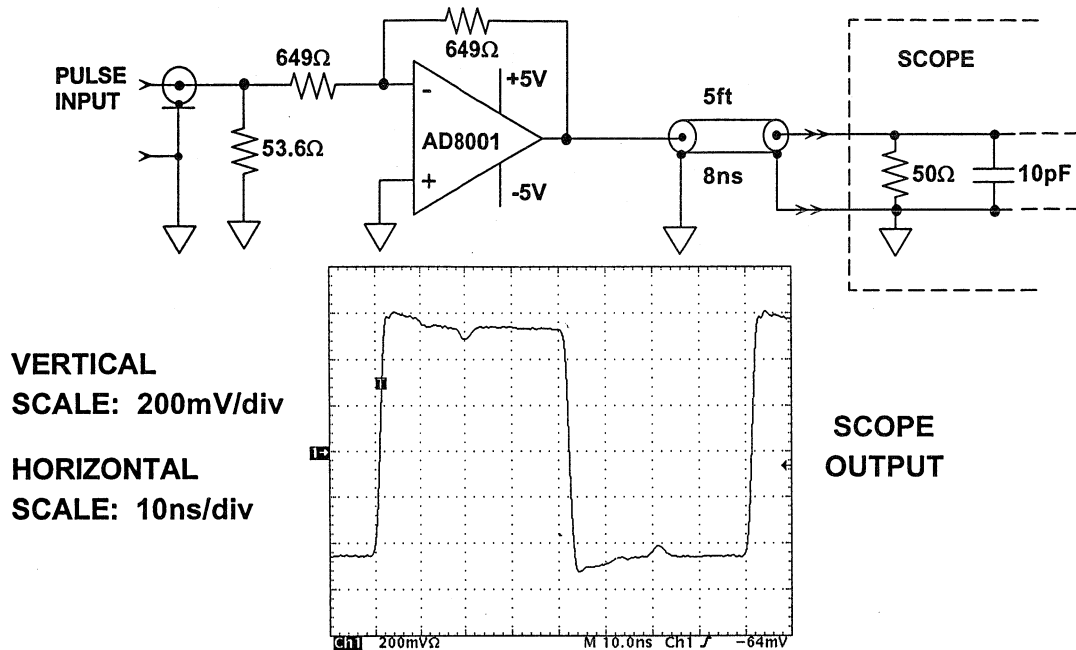 649Ω
PULSE
INPUT
649Ω
53.6Ω
-
+
AD8001
+5V
-5V
5ft
8ns
SCOPE
50Ω
10pF
VERTICAL
SCALE: 200mV/div
HORIZONTAL
SCALE: 10ns/div
T
1→
SCOPE
OUTPUT
Ch1 200mVΩ M 10.0ns Ch1 ∫ -64mV